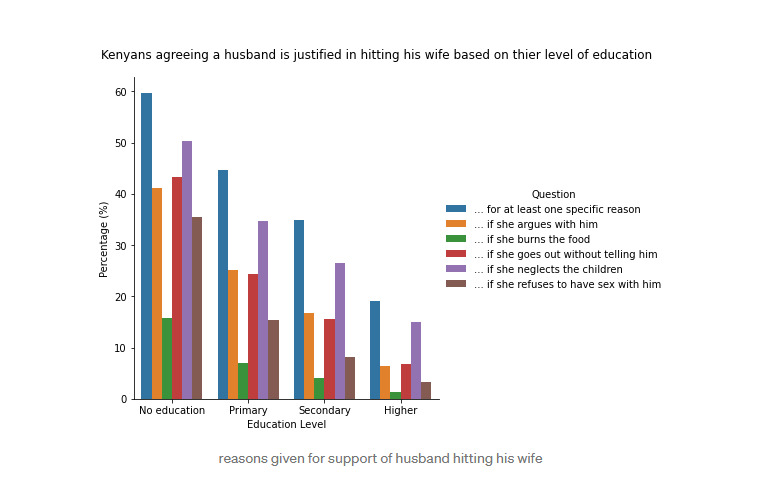 Kenyans agreeing a husband is justified in hitting his wife based on thier level of education
60
50
40
30
20
10
0
Percentage (%)
No education Primary Secondary Higher
Education Level
Question
... for at least one specific reason
... if she argues with him
... if she burns the food
... if she goes out without telling him
... if she neglects the children
... if she refuses to have sex with him
reasons given for support of husband hitting his wife